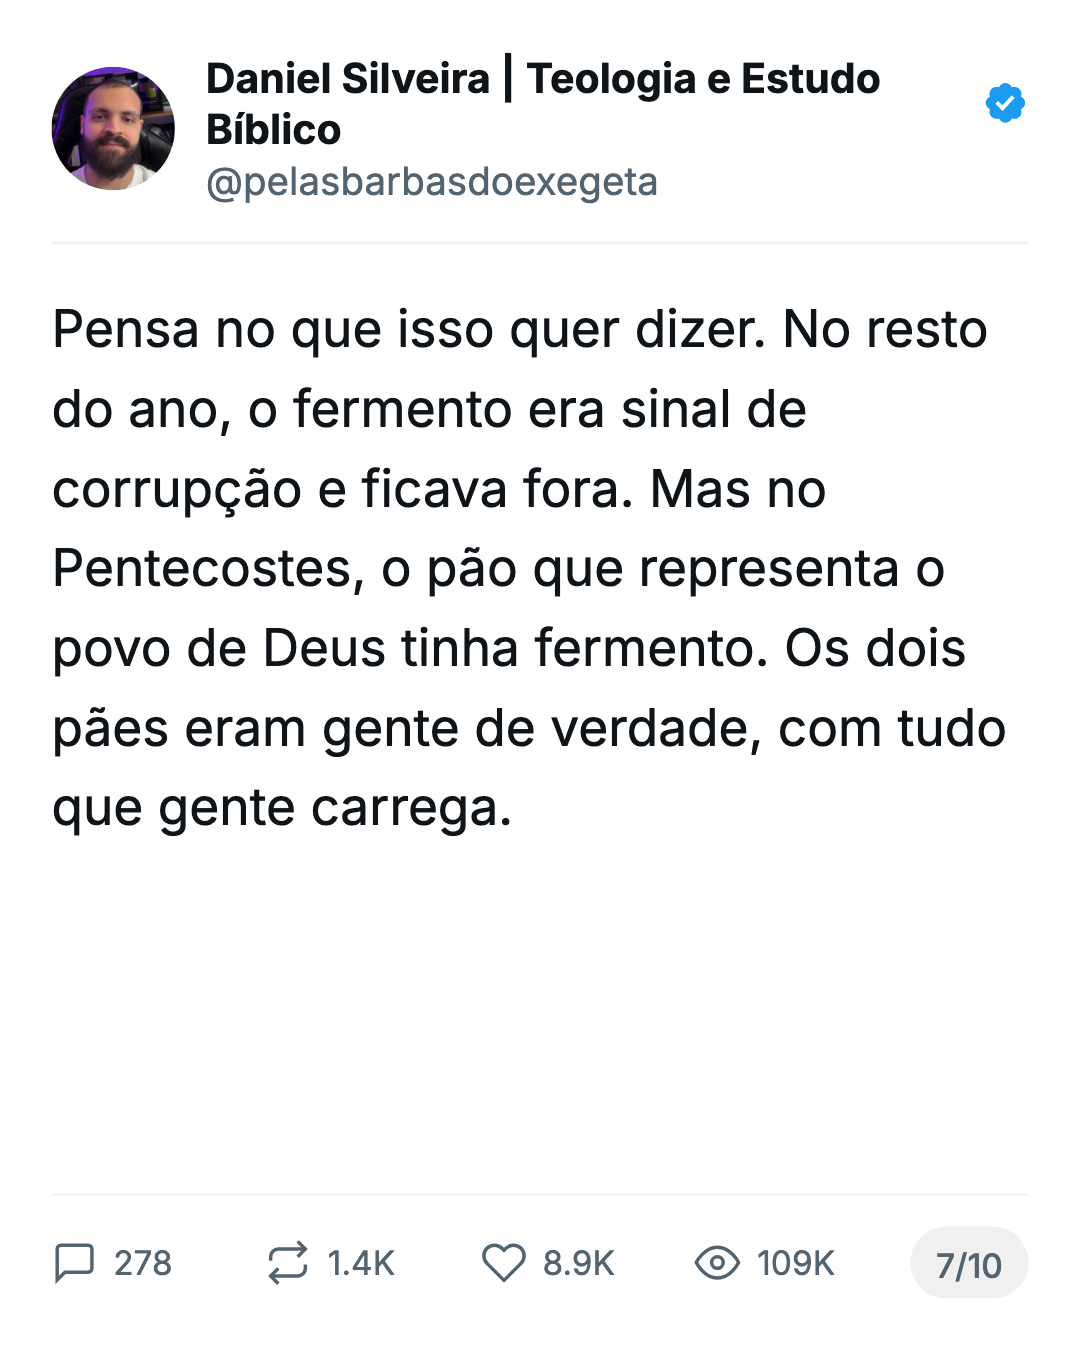 Daniel Silveira | Teologia e Estudo
Bíblico
@pelasbarbasdoexegeta
Pensa no que isso quer dizer. No resto
do ano, o fermento era sinal de
corrupção e ficava fora. Mas no
Pentecostes, o pão que representa o
povo de Deus tinha fermento. Os dois
pães eram gente de verdade, com tudo
que gente carrega.
278 1.4K 8.9K 109K 7/10